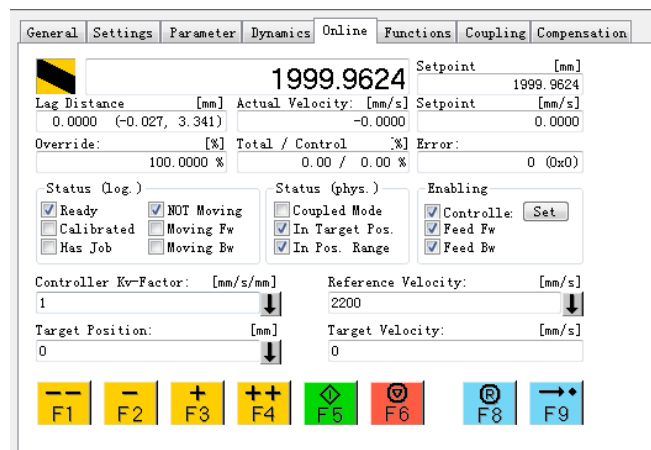 General Settings Parameter Dynamics Online Functions Coupling Compensation
1999.9624 Setpoint [mm]
1999.9624
Lag Distance [mm] Actual Velocity: [mm/s] Setpoint [mm/s]
0.0000 (-0.027, 3.341) -0.0000 0.0000
Override: [%] Total / Control [%] Error:
100.0000 % 0.00 / 0.00 % 0 (0x0)
Status (log.) Status (phys.) Enabling
Ready NOT Moving Coupled Mode Controlle: Set
Calibrated Moving Fw In Target Pos. Feed Fw
Has Job Moving Bw In Pos. Range Feed Bw
Controller Kv-Factor: [mm/s/mm] Reference Velocity: [mm/s]
1 2200
Target Position: [mm] Target Velocity: [mm/s]
0 0
-- - + ++ R
F1 F2 F3 F4 F5 F6 F8 F9